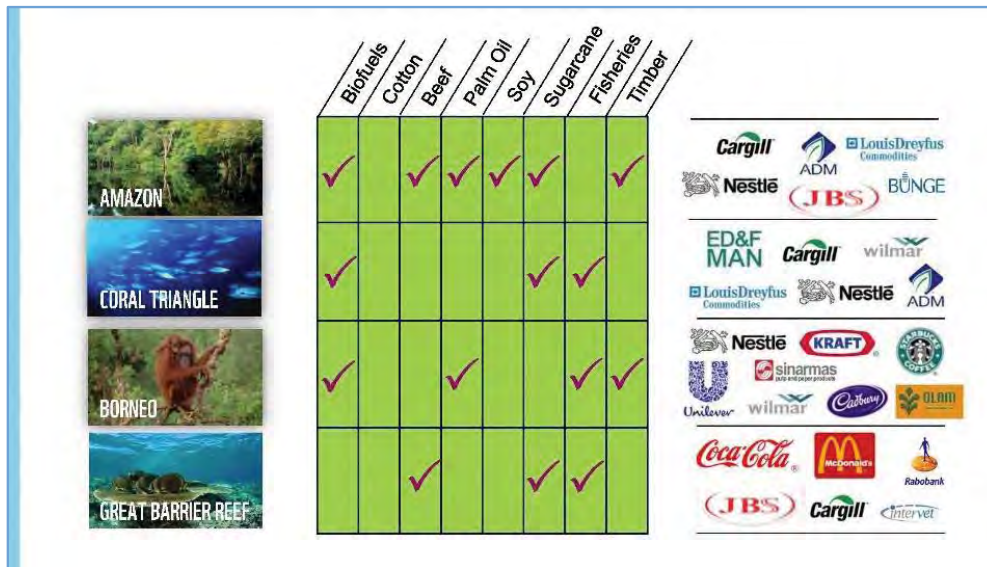 Biofuels
Cotton
Beef
Palm Oil
Soy
Sugarcane
Fisheries
Timber
AMAZON
Cargill
ADM
LouisDreyfus
Commodities
Nestlé
JBS
BUNGE
CORAL TRIANGLE
ED&F
MAN
Cargill
wilmar
LouisDreyfus
Commodities
Nestlé
ADM
BORNEO
Nestlé
KRAFT
STARBUCKS
COFFEE
Unilever
sinarmas
pulp and paper products
wilmar
Cadbury
OLAM
GREAT BARRIER REEF
Coca-Cola
McDonald's
Rabobank
JBS
Cargill
intervet